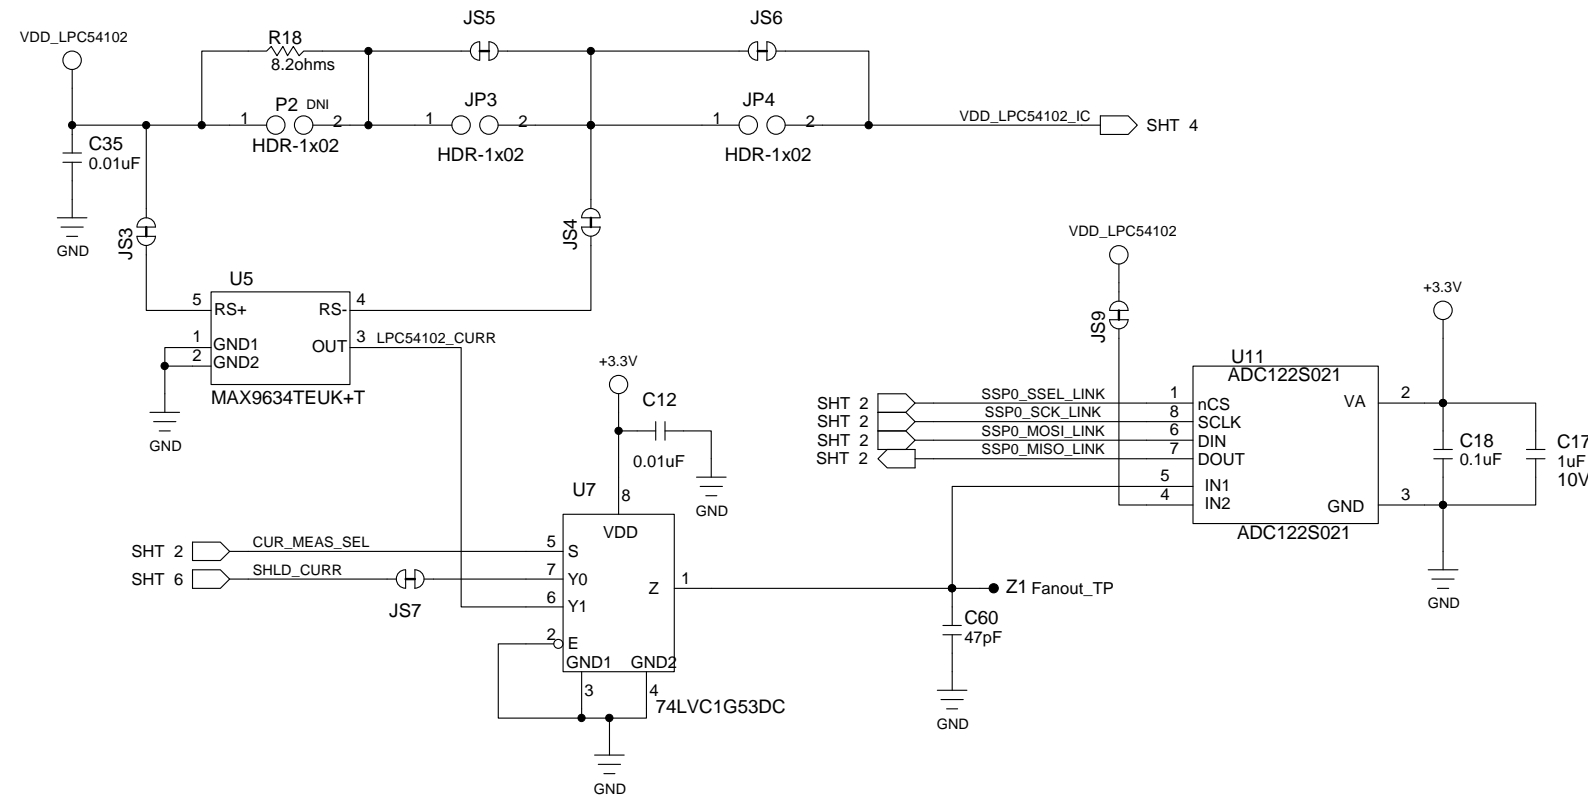 JS5
JS6
VDD_LPC54102
R18
8.2ohms
P2 DNI
1 2
HDR-1x02
JP3
1 2
HDR-1x02
JP4
1 2
HDR-1x02
VDD_LPC54102_IC
SHT 4
C35
0.01uF
GND
JS3
JS4
U5
5 RS+
RS- 4
1 GND1
2 GND2
OUT 3 LPC54102_CURR
MAX9634TEUK+T
GND
+3.3V
C12
0.01uF
GND
U7
8
VDD
SHT 2 CUR_MEAS_SEL 5 S
SHT 6 SHLD_CURR 7 Y0
JS7
6 Y1
Z 1
2 E
GND1 GND2
3 4
74LVC1G53DC
GND
VDD_LPC54102
JS9
+3.3V
U11
ADC122S021
SHT 2 SSP0_SSEL_LINK 1 nCS
SHT 2 SSP0_SCK_LINK 8 SCLK
SHT 2 SSP0_MOSI_LINK 6 DIN
SHT 2 SSP0_MISO_LINK 7 DOUT
5 IN1
4 IN2
VA 2
GND 3
ADC122S021
C18
0.1uF
C17
1uF
10V
GND
Z1 Fanout_TP
C60
47pF
GND